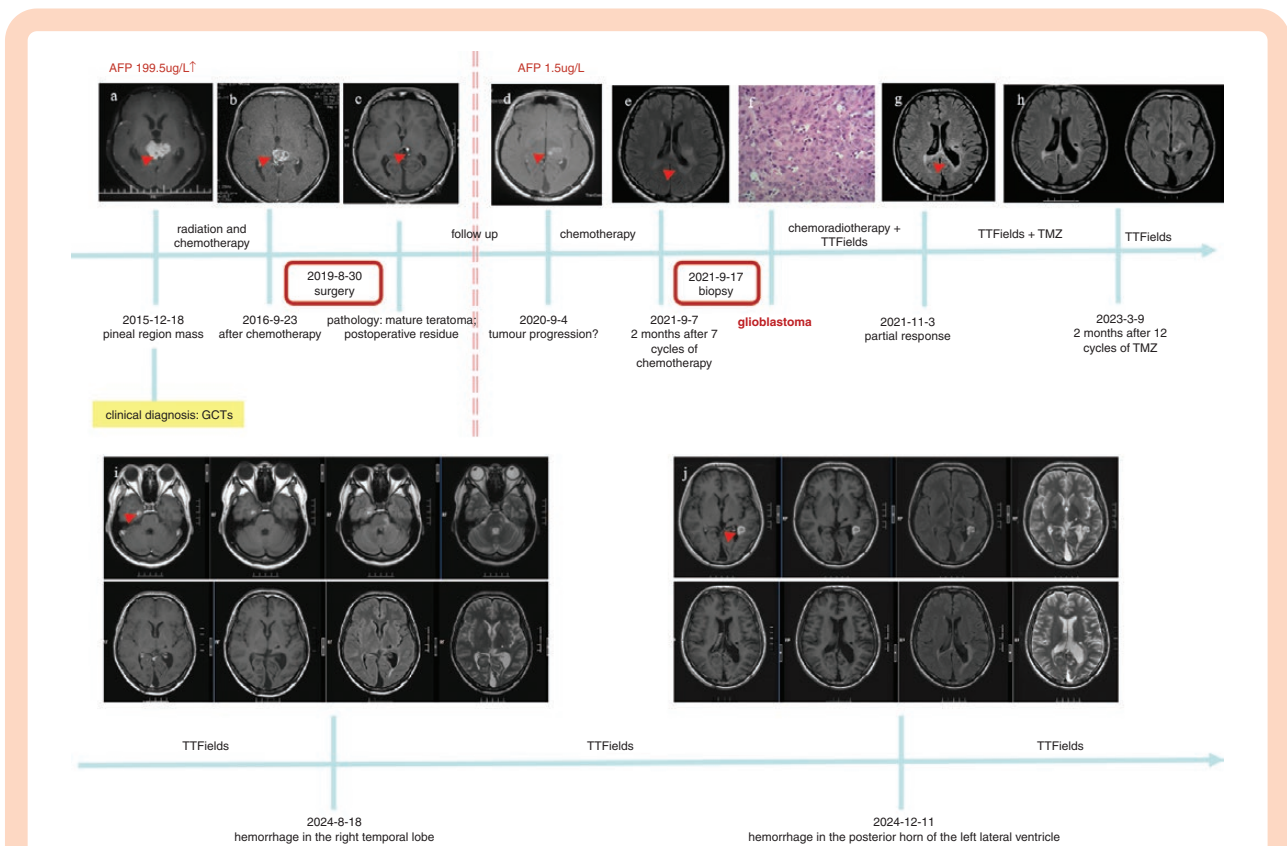 AFP 199.5ug/L↑
AFP 1.5ug/L
a
b
c
d
e
f
g
h
radiation and
chemotherapy
follow up
chemotherapy
chemoradiotherapy +
TTFields
TTFields + TMZ
TTFields
2019-8-30
surgery
2021-9-17
biopsy
2015-12-18
pineal region mass
2016-9-23
after chemotherapy
pathology: mature teratoma;
postoperative residue
2020-9-4
tumour progression?
2021-9-7
2 months after 7
cycles of
chemotherapy
glioblastoma
2021-11-3
partial response
2023-3-9
2 months after 12
cycles of TMZ
clinical diagnosis: GCTs
i
j
TTFields
TTFields
TTFields
2024-8-18
hemorrhage in the right temporal lobe
2024-12-11
hemorrhage in the posterior horn of the left lateral ventricle